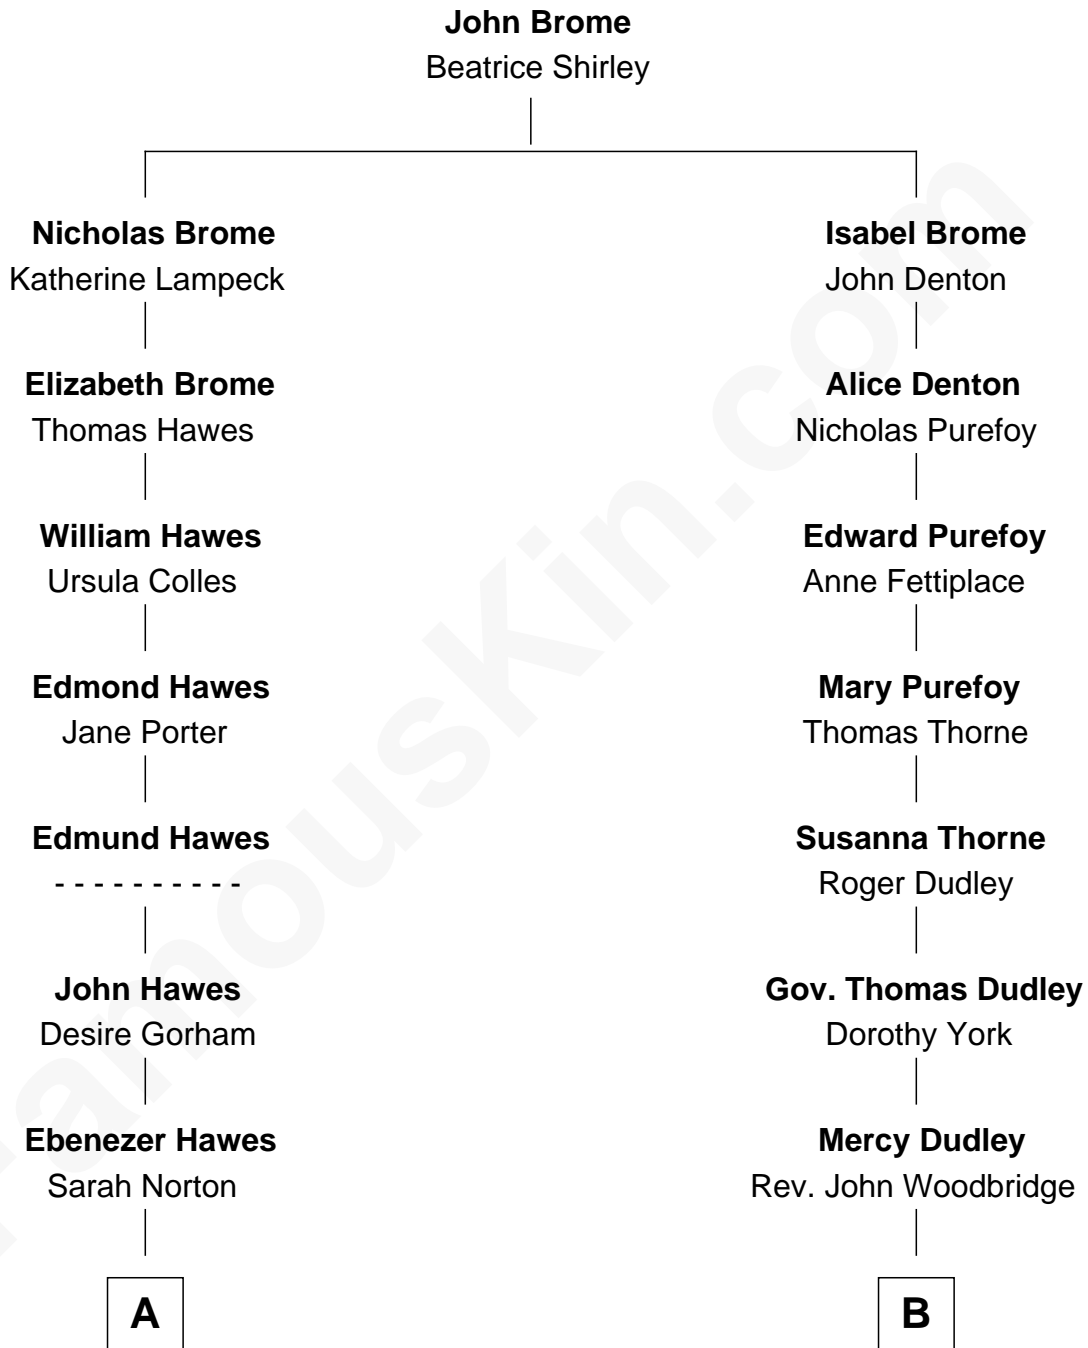 John Brome
Beatrice Shirley
Nicholas Brome
Katherine Lampeck
Elizabeth Brome
Thomas Hawes
William Hawes
Ursula Colles
Edmond Hawes
Jane Porter
Edmund Hawes
- - - - - - - - - -
John Hawes
Desire Gorham
Ebenezer Hawes
Sarah Norton
A
Isabel Brome
John Denton
Alice Denton
Nicholas Purefoy
Edward Purefoy
Anne Fettiplace
Mary Purefoy
Thomas Thorne
Susanna Thorne
Roger Dudley
Gov. Thomas Dudley
Dorothy York
Mercy Dudley
Rev. John Woodbridge
B
FamousKin.com